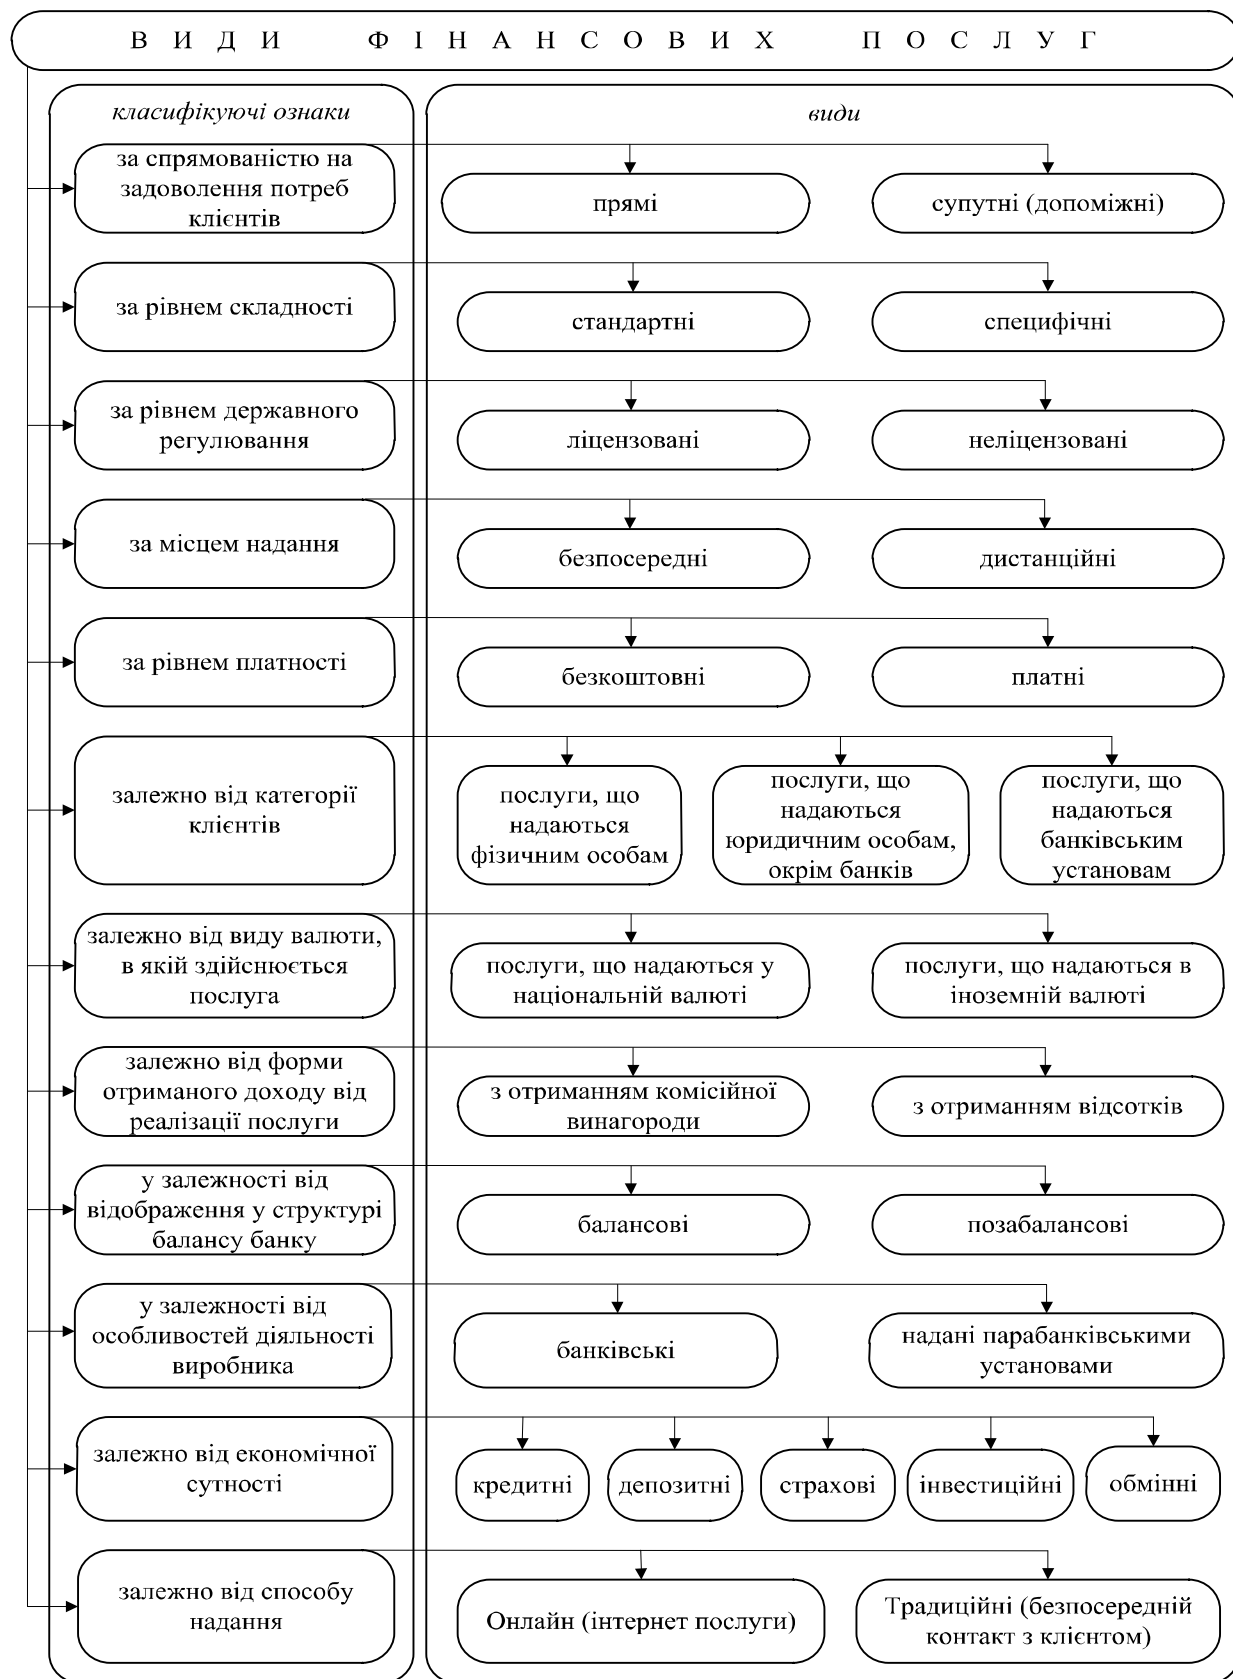 ВИДИ ФІНАНСОВИХ ПОСЛУГ
класифікуючі ознаки
види
за спрямованістю на
задоволення потреб
клієнтів
прямі
супутні (допоміжні)
за рівнем складності
стандартні
специфічні
за рівнем державного
регулювання
ліцензовані
неліцензовані
за місцем надання
безпосередні
дистанційні
за рівнем платності
безкоштовні
платні
залежно від категорії
клієнтів
послуги, що
надаються
фізичним особам
послуги, що
надаються
юридичним особам,
окрім банків
послуги, що
надаються
банківським
установам
залежно від виду валюти,
в якій здійснюється
послуга
послуги, що надаються у
національній валюті
послуги, що надаються в
іноземній валюті
залежно від форми
отриманого доходу від
реалізації послуги
з отриманням комісійної
винагороди
з отриманням відсотків
у залежності від
відображення у структурі
балансу банку
балансові
позабалансові
у залежності від
особливостей діяльності
виробника
банківські
надані парабанківськими
установами
залежно від економічної
сутності
кредитні
депозитні
страхові
інвестиційні
обмінні
залежно від способу
надання
Онлайн (інтернет послуги)
Традиційні (безпосередній
контакт з клієнтом)